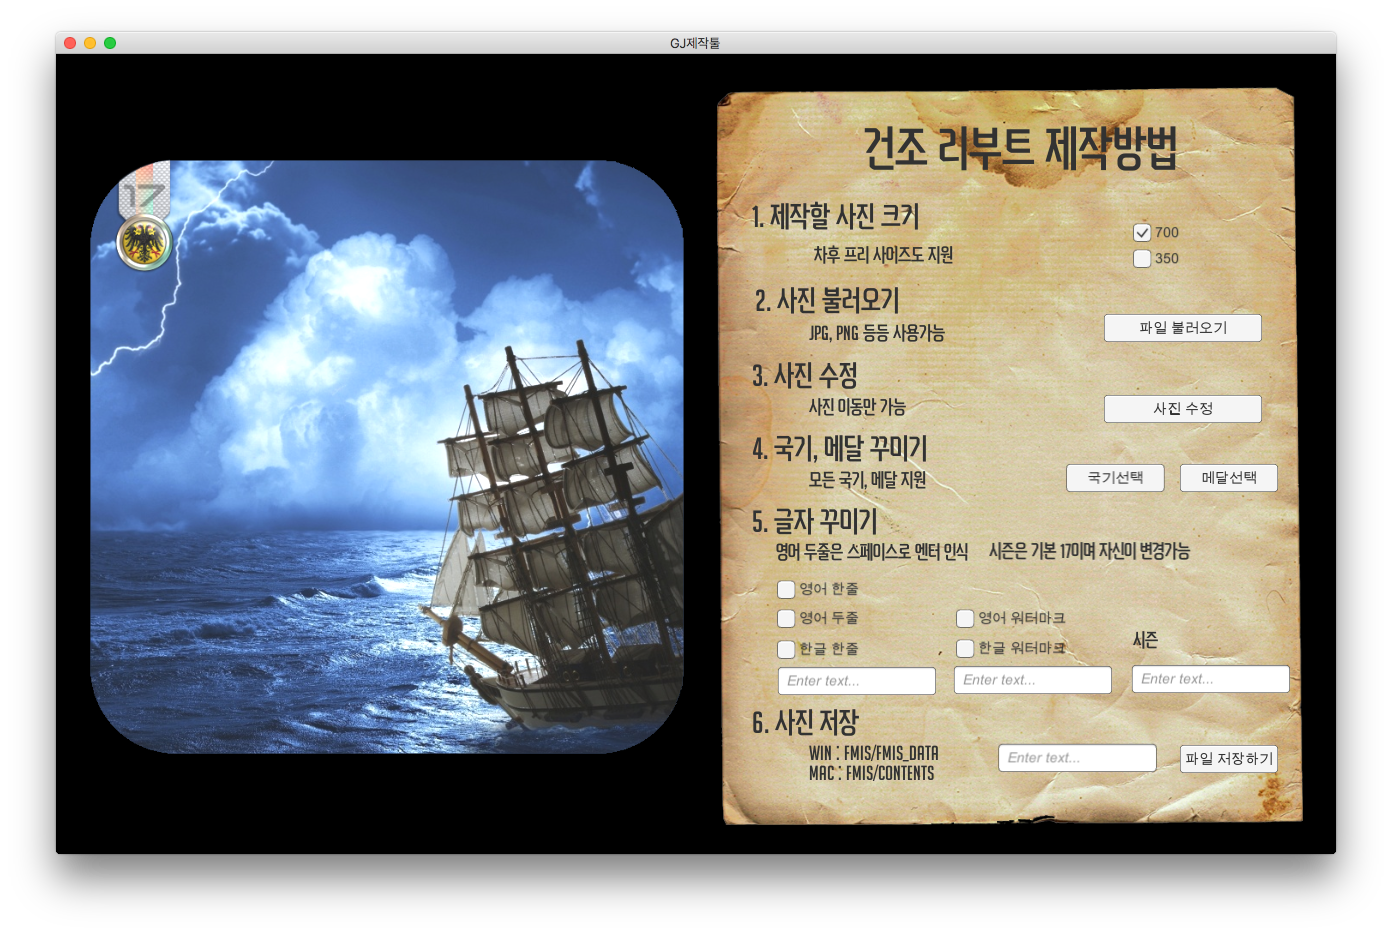 GJ제작툴
17
건조 리부트 제작방법
1. 제작할 사진 크기
차후 프리 사이즈도 지원
700
350
2. 사진 불러오기
JPG, PNG 등등 사용가능
파일 불러오기
3. 사진 수정
사진 이동만 가능
사진 수정
4. 국기, 메달 꾸미기
모든 국기, 메달 지원
국기선택
메달선택
5. 글자 꾸미기
영어 두줄은 스페이스로 엔터 인식
시즌은 기본 17이며 자신이 변경가능
영어 한줄
영어 두줄
영어 워터마크
한글 한줄
한글 워터마크
시즌
Enter text...
Enter text...
Enter text...
6. 사진 저장
WIN : FMIS/FMIS_DATA
MAC : FMIS/CONTENTS
Enter text...
파일 저장하기